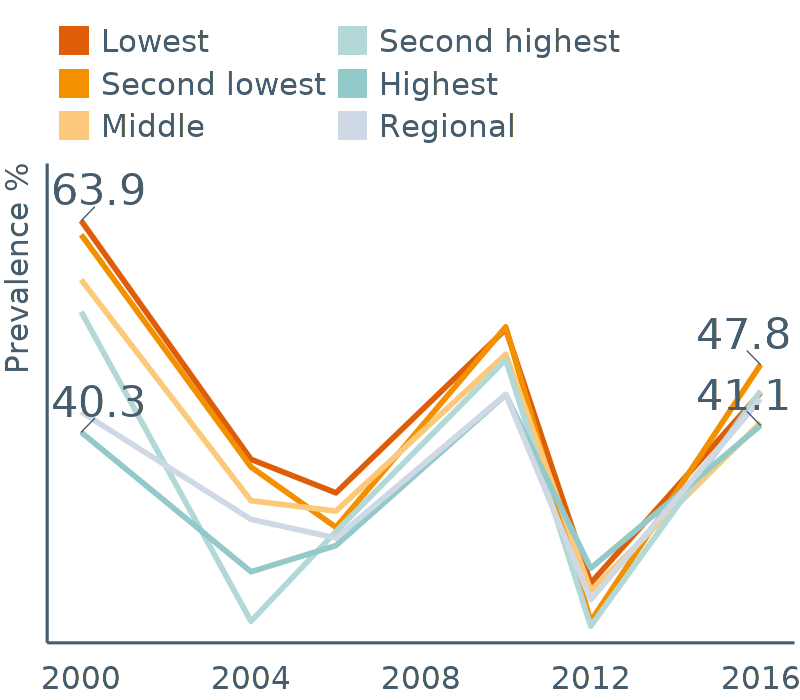 Lowest
Second lowest
Middle
Second highest
Highest
Regional
Prevalence %
63.9
40.3
47.8
41.1
2000 2004 2008 2012 2016